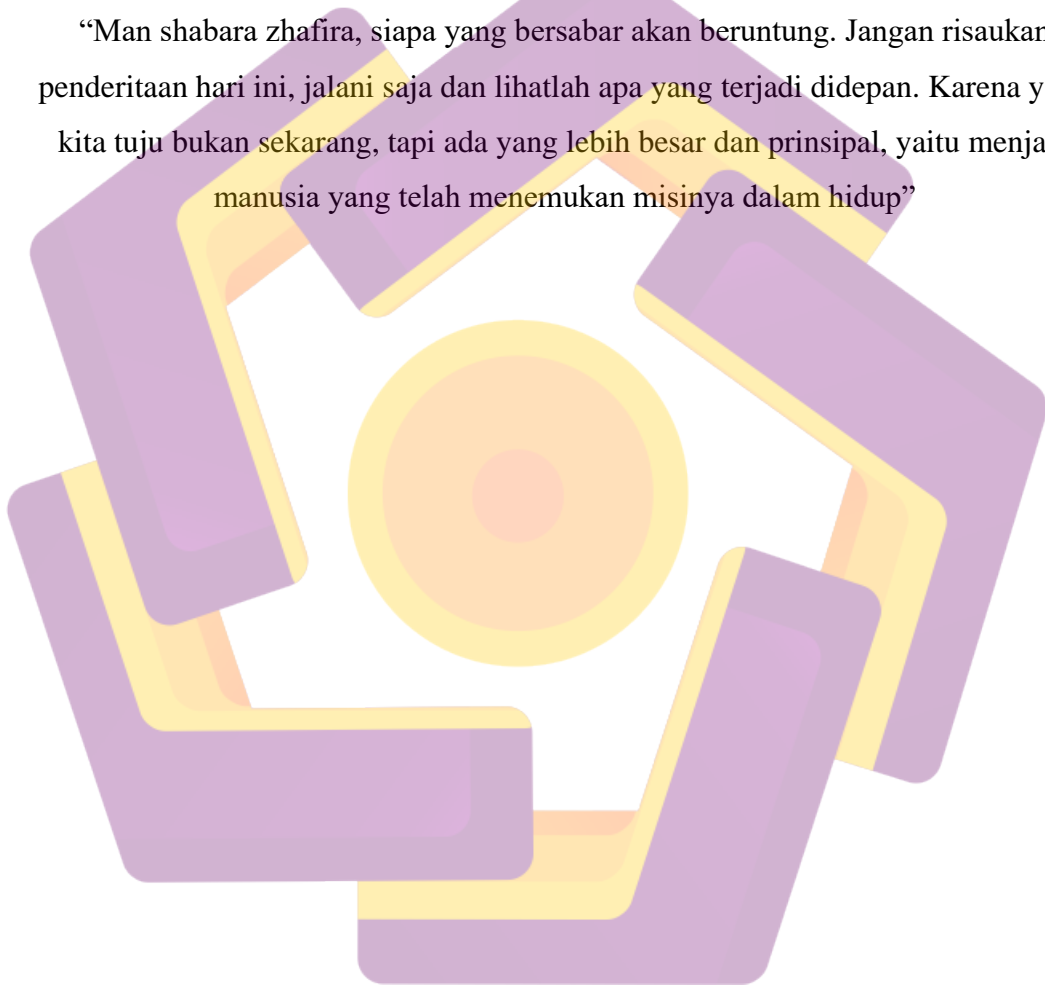 “Man shabara zhafira, siapa yang bersabar akan beruntung. Jangan risaukan
penderitaan hari ini, jalani saja dan lihatlah apa yang terjadi didepan. Karena y
kita tuju bukan sekarang, tapi ada yang lebih besar dan prinsipal, yaitu menja
manusia yang telah menemukan misinya dalam hidup”